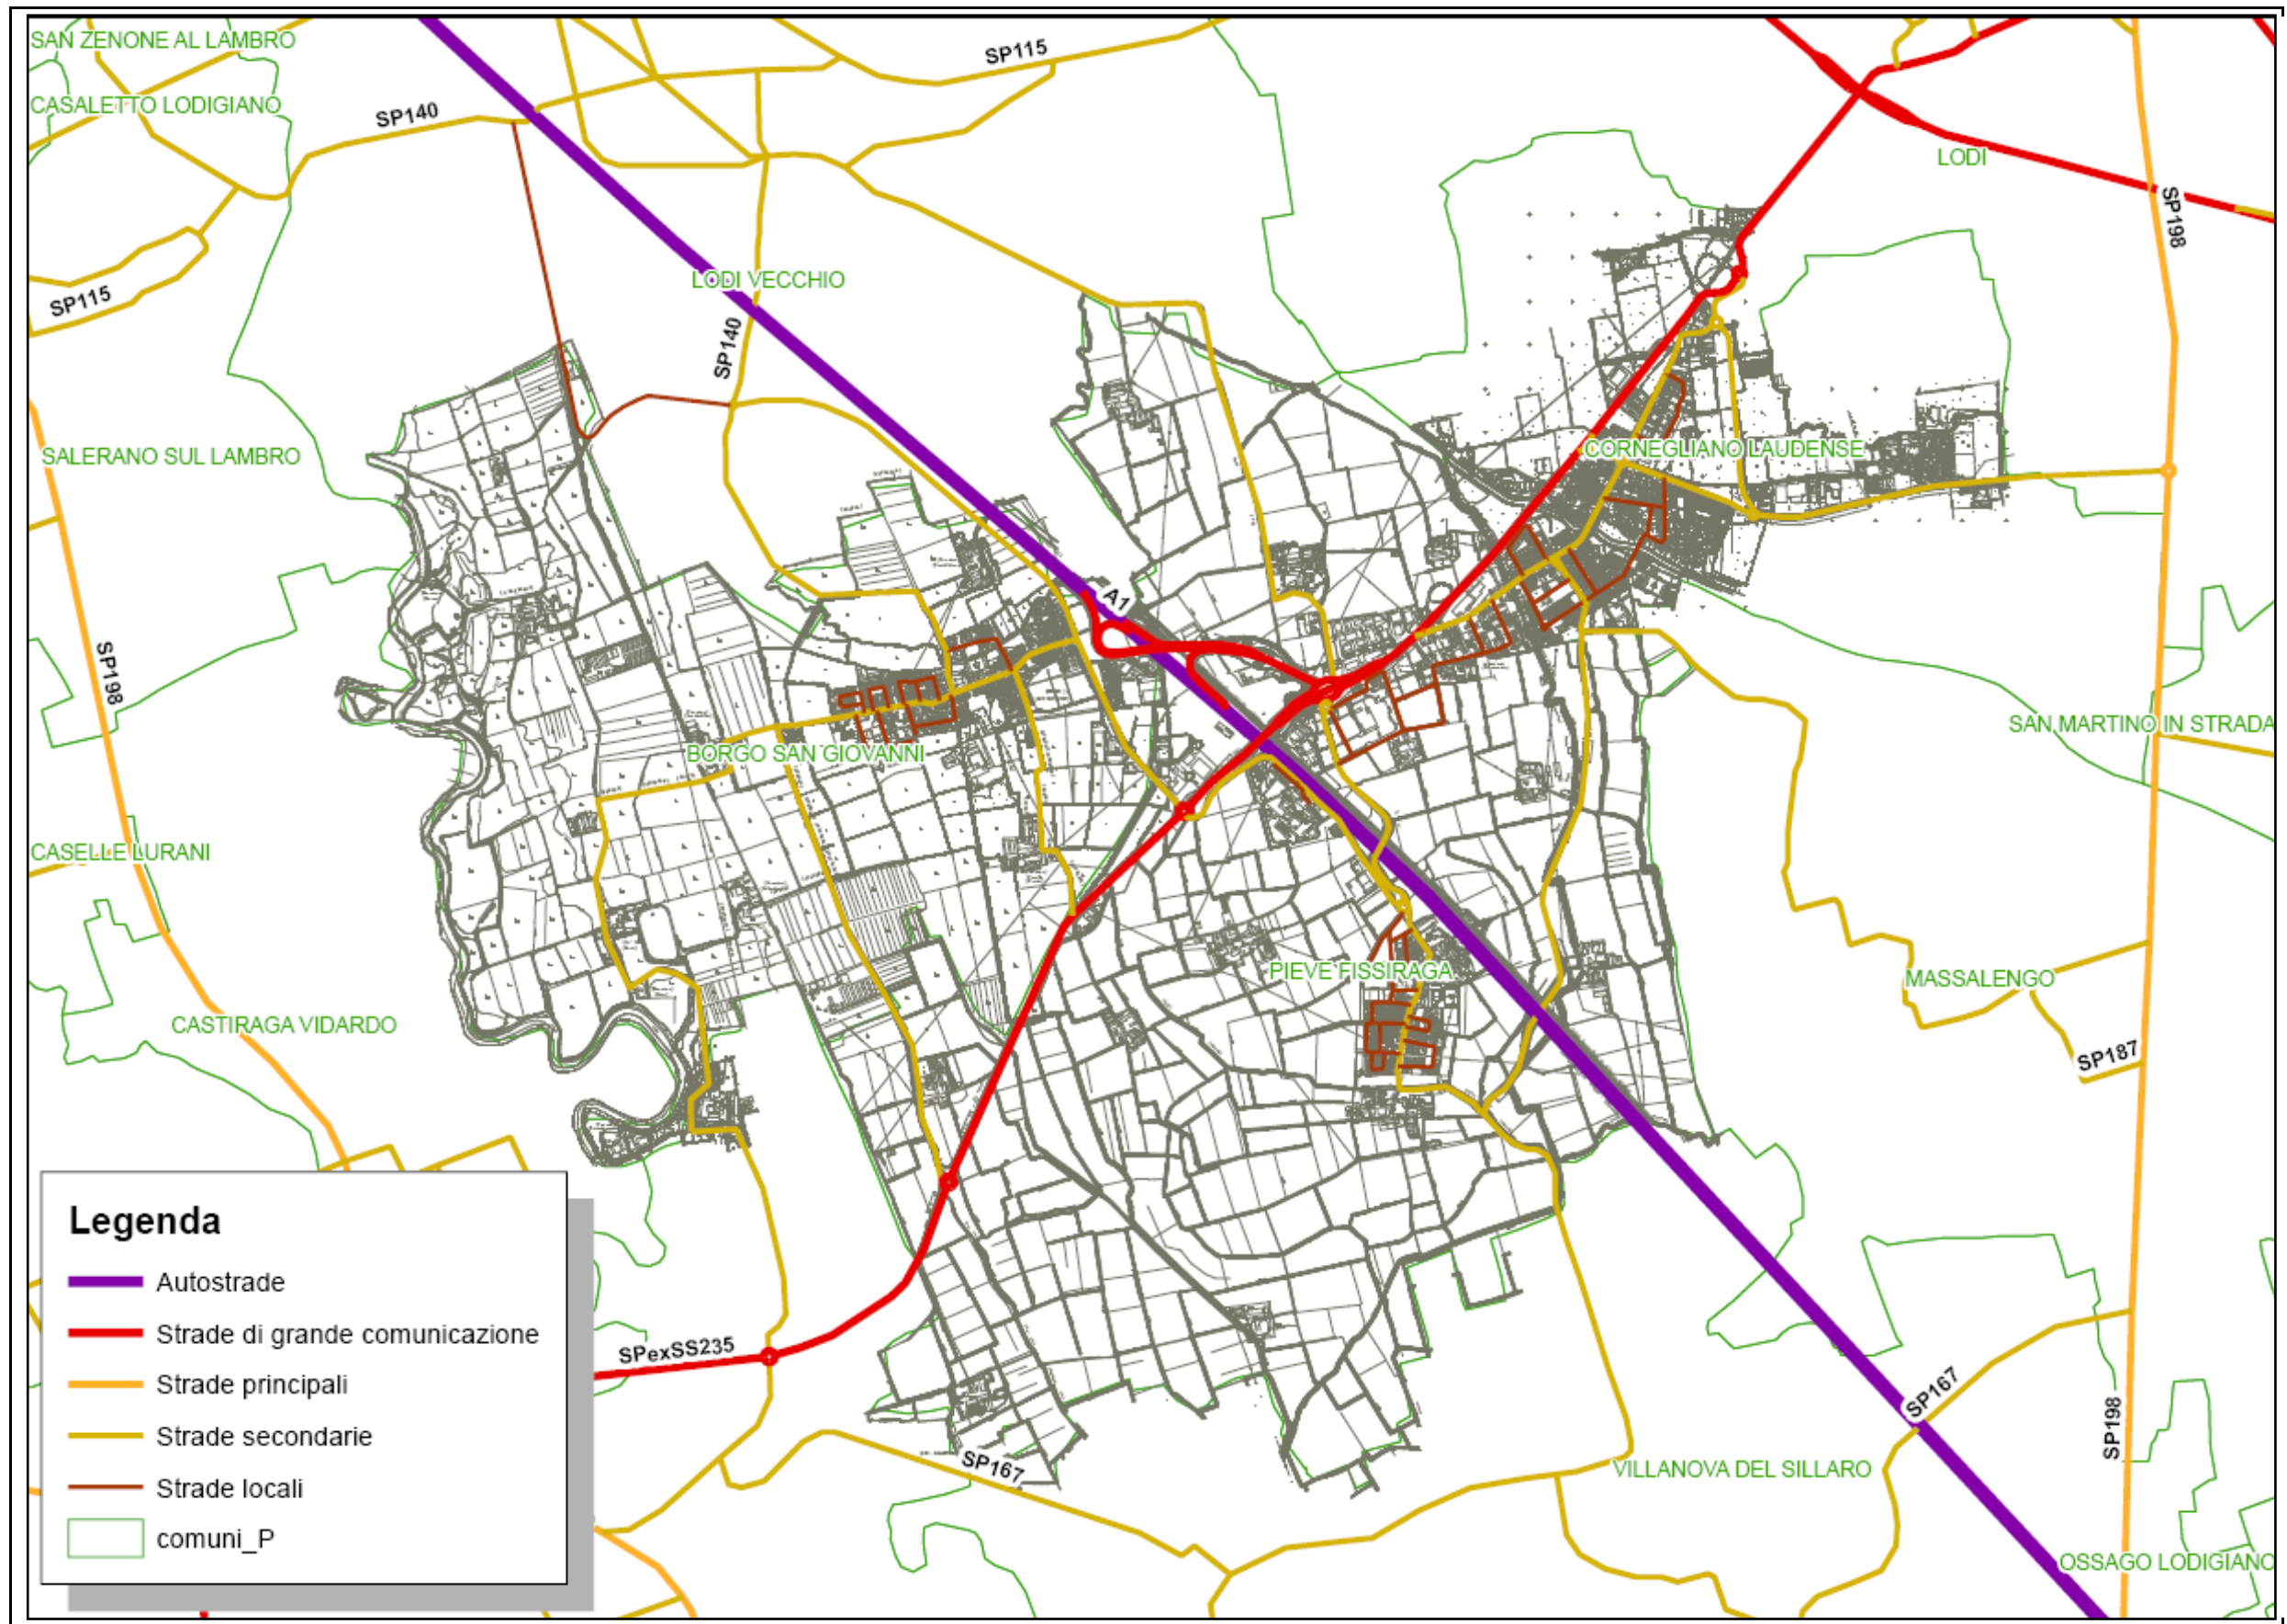 SAN ZENONE AL LAMBRO
SP115
CASALETTO LODIGIANO
SP140
LODI
SP198
LODI VECCHIO
SP115
SP140
CORNEGLIANO LAUDENSE
SALERANO SUL LAMBRO
A1
SP198
SAN MARTINO IN STRADA
BORGO SAN GIOVANNI
CASELLE LURANI
PIEVE FISSIRAGA
MASSALENGO
CASTIRAGA VIDARDO
SP187
Legenda
Autostrade
Strade di grande comunicazione
Strade principali
Strade secondarie
Strade locali
comuni_P
SPexSS235
SP167
SP198
SP167
VILLANOVA DEL SILLARO
OSSAGO LODIGIANO